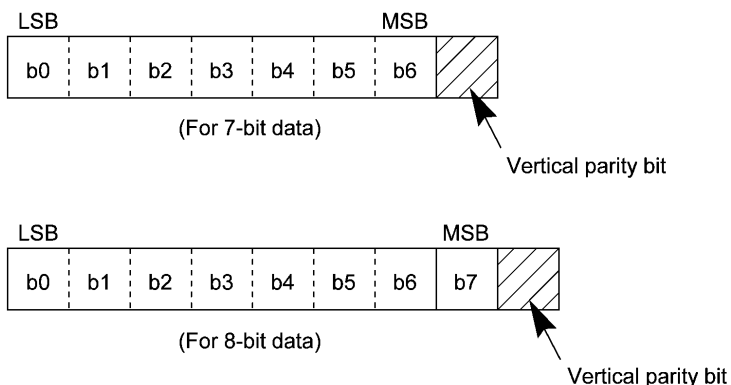 LSB MSB
b0 b1 b2 b3 b4 b5 b6
(For 7-bit data)
Vertical parity bit
LSB MSB
b0 b1 b2 b3 b4 b5 b6 b7
(For 8-bit data)
Vertical parity bit